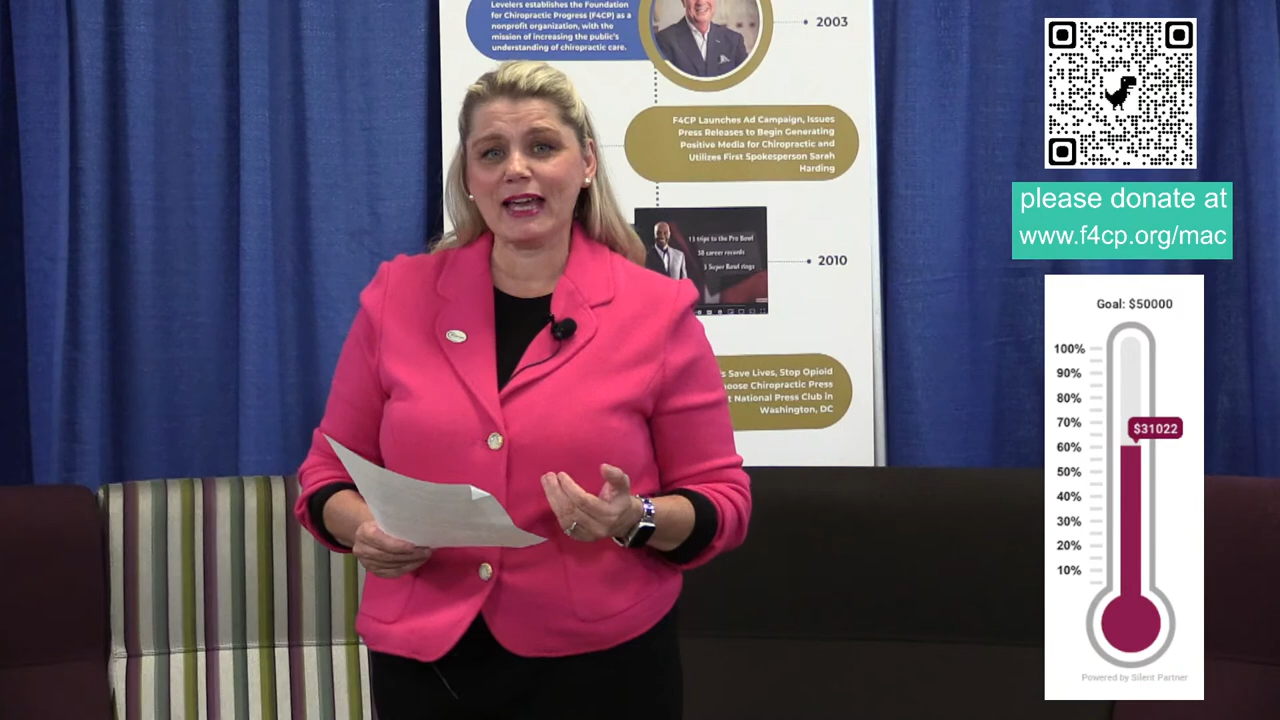 Levelers establishes the Foundation
for Chiropractic Progress (F4CP) as a
nonprofit organization, with the
mission of increasing the public's
understanding of chiropractic care.
2003
F4CP Launches Ad Campaign, Issues
Press Releases to Begin Generating
Positive Media for Chiropractic and
Utilizes First Spokesperson Sarah
Harding
13 trips to the Pro Bowl
38 career records
3 Super Bowl rings
2010
Save Lives, Stop Opioid
Chiropractic Press
National Press Club in
Washington, DC
please donate at
www.f4cp.org/mac
Goal: $50000
100%
90%
80%
70%
$31022
60%
50%
40%
30%
20%
10%
Powered by Silent Partner